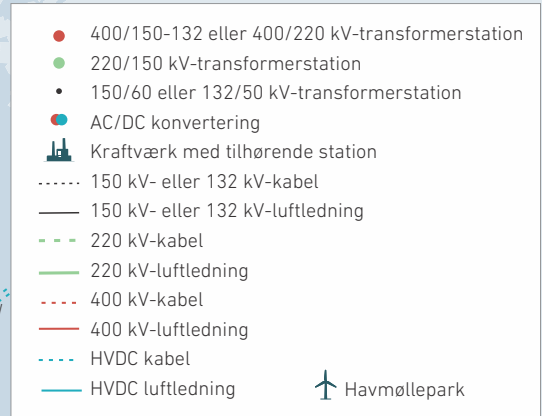 400/150-132 eller 400/220 kV-transformerstation
220/150 kV-transformerstation
150/60 eller 132/50 kV-transformerstation
AC/DC konvertering
Kraftværk med tilhørende station
150 kV- eller 132 kV-kabel
150 kV- eller 132 kV-luftledning
220 kV-kabel
220 kV-luftledning
400 kV-kabel
400 kV-luftledning
HVDC kabel
HVDC luftledning
Havmøllepark